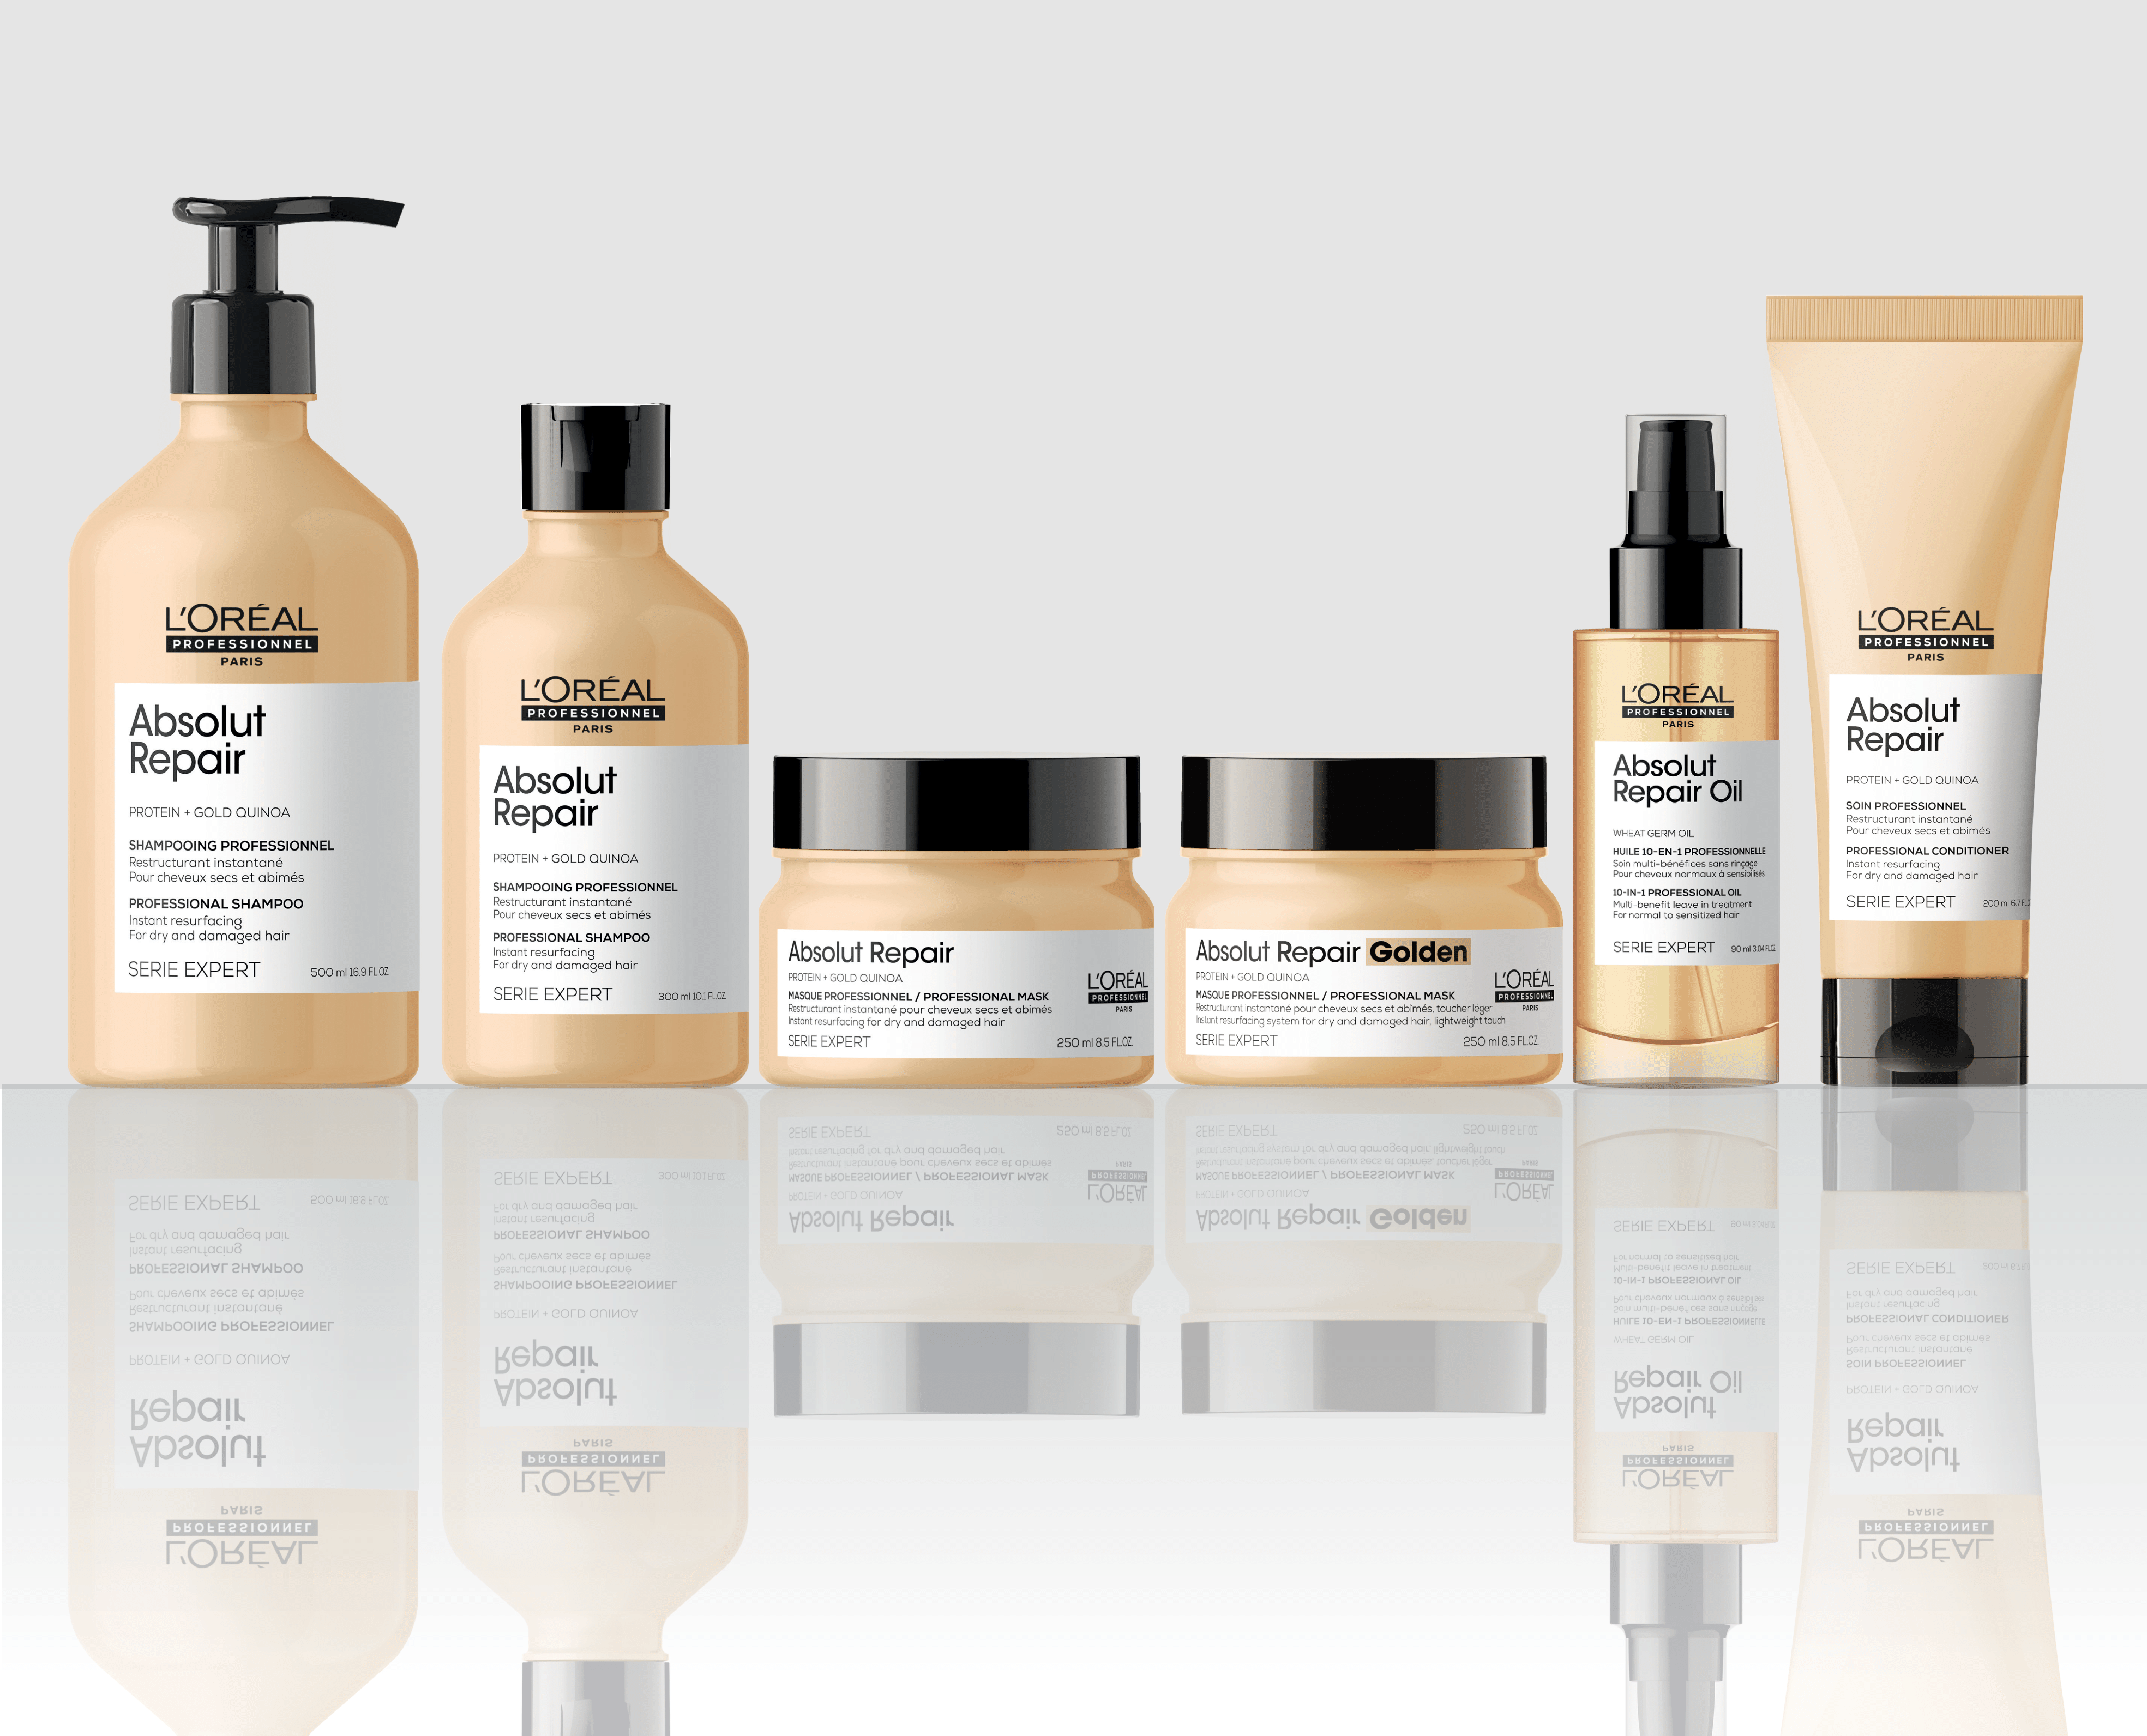 L'ORÉAL
PROFESSIONNEL
PARIS
Absolut
Repair
PROTEIN + GOLD QUINOA
SHAMPOOING PROFESSIONNEL
Restructurant instantané
Pour cheveux secs et abimés
PROFESSIONAL SHAMPOO
Instant resurfacing
For dry and damaged hair
SERIE EXPERT 500 ml 16.9 FL.OZ.
L'ORÉAL
PROFESSIONNEL
PARIS
Absolut
Repair
PROTEIN + GOLD QUINOA
SHAMPOOING PROFESSIONNEL
Restructurant instantané
Pour cheveux secs et abimés
PROFESSIONAL SHAMPOO
Instant resurfacing
For dry and damaged hair
SERIE EXPERT 300 ml 10.1 FL.OZ.
Absolut Repair
PROTEIN + GOLD QUINOA
L'ORÉAL
PROFESSIONNEL
PARIS
MASQUE PROFESSIONNEL / PROFESSIONAL MASK
Restructurant instantané pour cheveux secs et abimés
Instant resurfacing for dry and damaged hair
SERIE EXPERT 250 ml 8.5 FL.OZ.
Absolut Repair Golden
PROTEIN + GOLD QUINOA
L'ORÉAL
PROFESSIONNEL
PARIS
MASQUE PROFESSIONNEL / PROFESSIONAL MASK
Restructurant instantané pour cheveux secs et abîmés, toucher léger
Instant resurfacing system for dry and damaged hair, lightweight touch
SERIE EXPERT 250 ml 8.5 FL.OZ.
L'ORÉAL
PROFESSIONNEL
PARIS
Absolut
Repair Oil
WHEAT GERM OIL
HUILE 10-EN-1 PROFESSIONNELLE
Soin multi-bénéfices sans rinçage
Pour cheveux normaux à sensibilisés
10-IN-1 PROFESSIONAL OIL
Multi-benefit leave in treatment
For normal to sensitized hair
SERIE EXPERT 90 ml 3.04 FL.OZ.
L'ORÉAL
PROFESSIONNEL
PARIS
Absolut
Repair
PROTEIN + GOLD QUINOA
SOIN PROFESSIONNEL
Restructurant instantané
Pour cheveux secs et abimés
PROFESSIONAL CONDITIONER
Instant resurfacing
For dry and damaged hair
SERIE EXPERT 200 ml 6.7